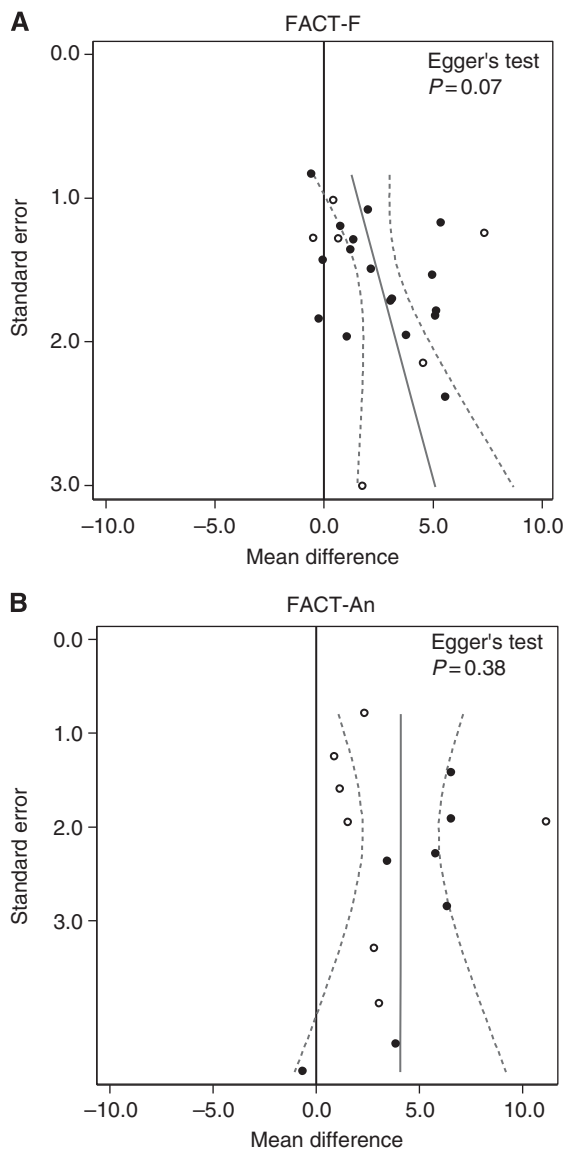 A
FACT-F
Egger's test
P=0.07
0.0
1.0
2.0
3.0
Standard error
–10.0 –5.0 0.0 5.0 10.0
Mean difference
B
FACT-An
Egger's test
P=0.38
0.0
1.0
2.0
3.0
Standard error
–10.0 –5.0 0.0 5.0 10.0
Mean difference